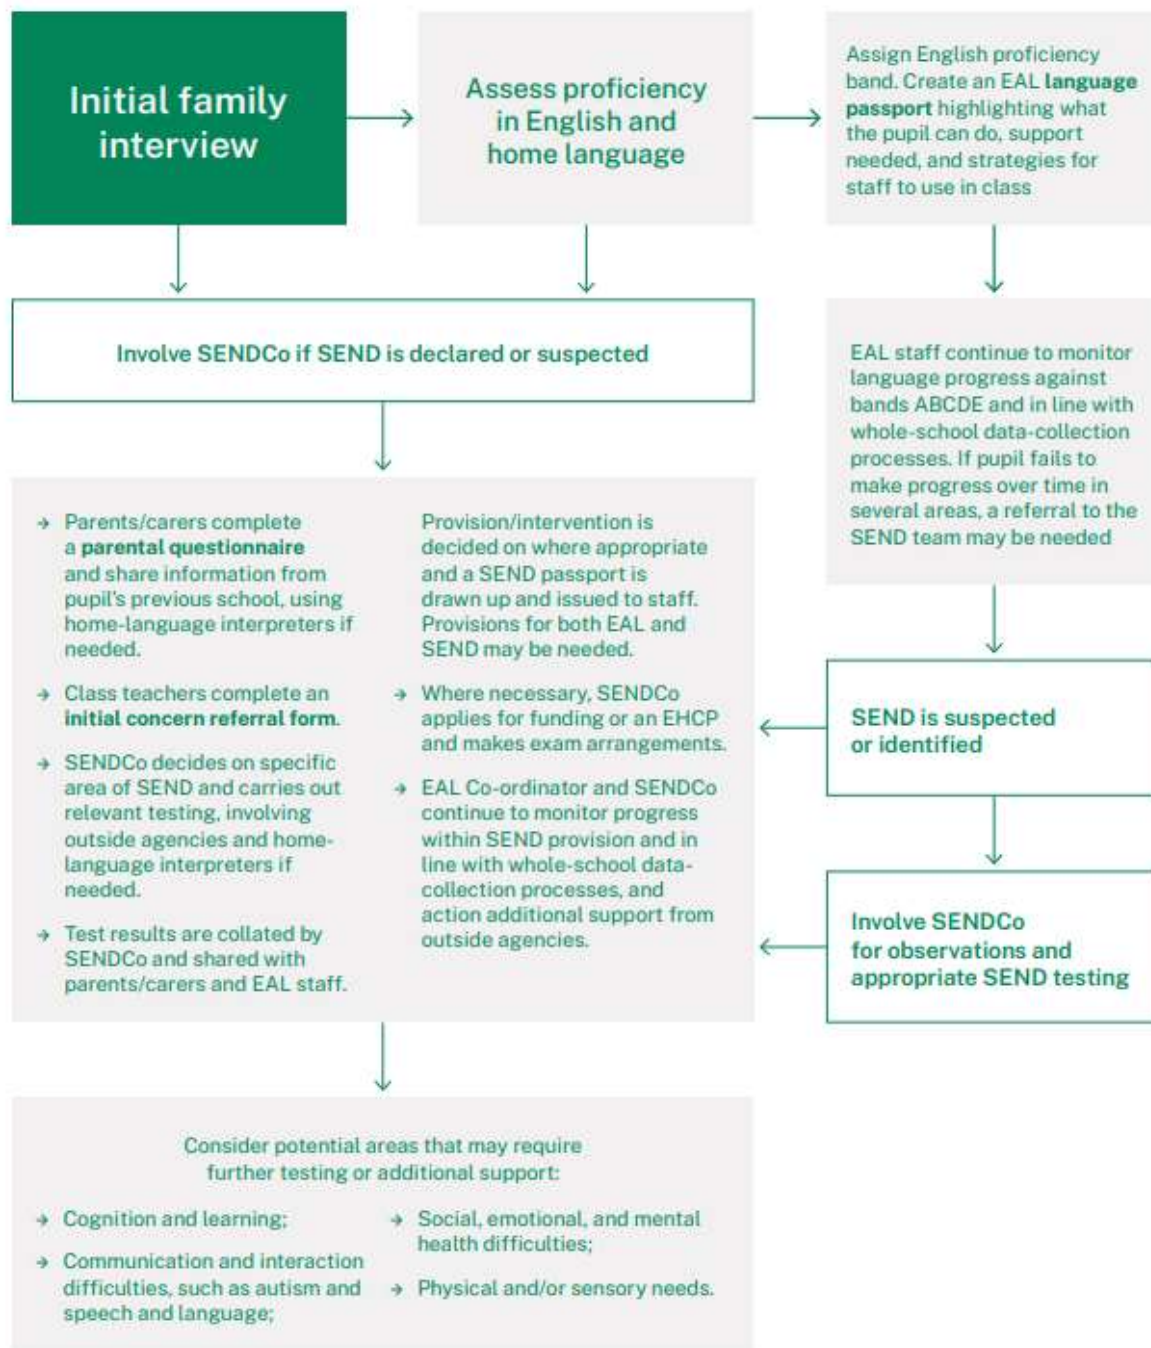 Initial family
interview
Assess proficiency
in English and
home language
Assign English proficiency
band. Create an EAL language
passport highlighting what
the pupil can do, support
needed, and strategies for
staff to use in class
Involve SENDCo if SEND is declared or suspected
EAL staff continue to monitor
language progress against
bands ABCDE and in line with
whole-school data-collection
processes. If pupil fails to
make progress over time in
several areas, a referral to the
SEND team may be needed
→ Parents/carers complete
a parental questionnaire
and share information from
pupil's previous school, using
home-language interpreters if
needed.
→ Class teachers complete an
initial concern referral form.
→ SENDCo decides on specific
area of SEND and carries out
relevant testing, involving
outside agencies and home-
language interpreters if
needed.
→ Test results are collated by
SENDCo and shared with
parents/carers and EAL staff.
Provision/intervention is
decided on where appropriate
and a SEND passport is
drawn up and issued to staff.
Provisions for both EAL and
SEND may be needed.
→ Where necessary, SENDCo
applies for funding or an EHCP
and makes exam arrangements.
→ EAL Co-ordinator and SENDCo
continue to monitor progress
within SEND provision and in
line with whole-school data-
collection processes, and
action additional support from
outside agencies.
SEND is suspected
or identified
Involve SENDCo
for observations and
appropriate SEND testing
Consider potential areas that may require
further testing or additional support:
→ Cognition and learning;
→ Communication and interaction
difficulties, such as autism and
speech and language;
→ Social, emotional, and mental
health difficulties;
→ Physical and/or sensory needs.